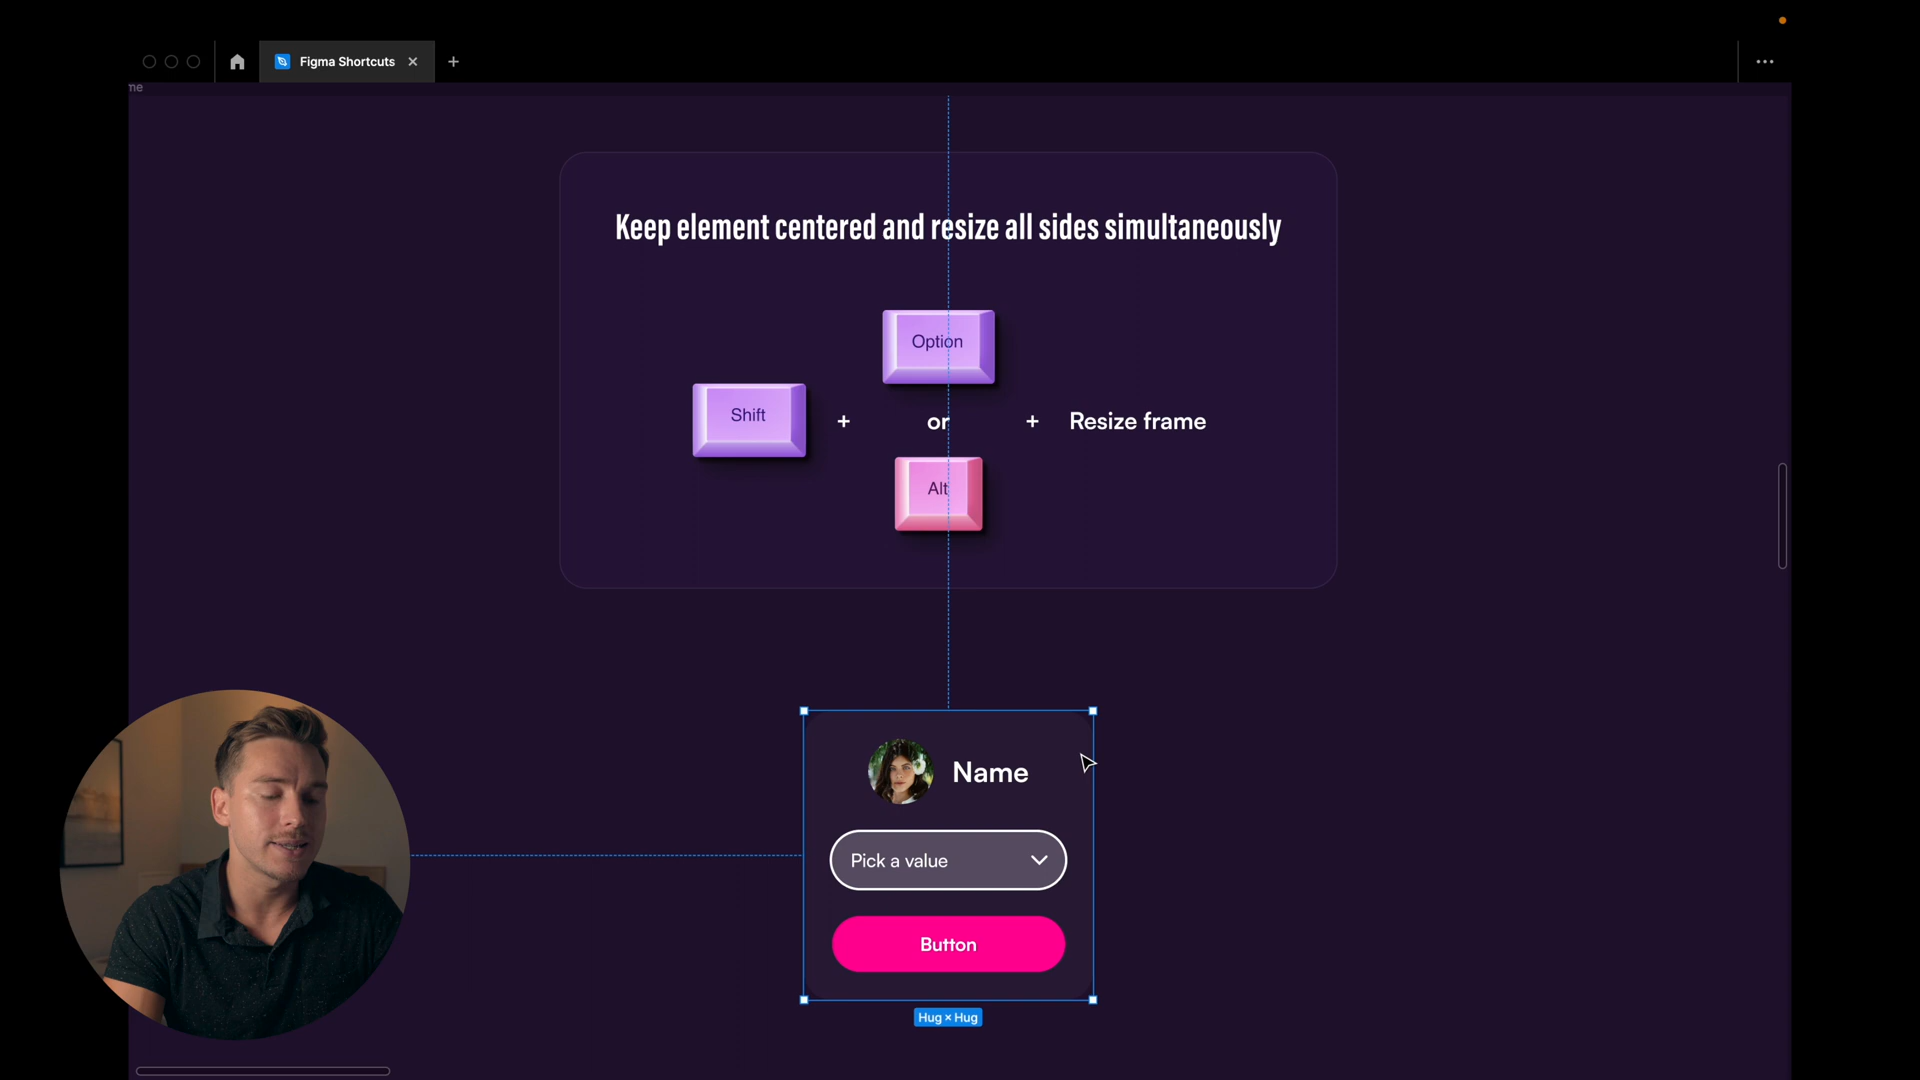 Figma Shortcuts
me
Keep element centered and resize all sides simultaneously
Option
Shift + or + Resize frame
Alt
Name
Pick a value
Button
Hug × Hug